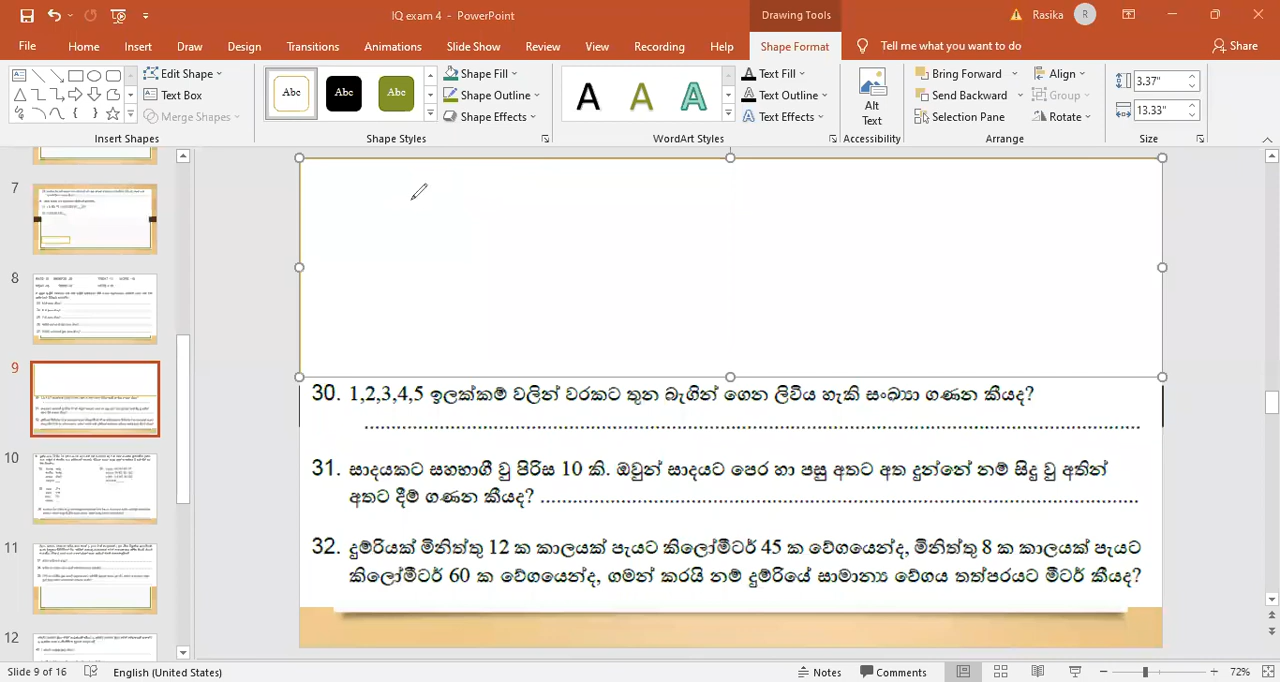 IQ exam 4 - PowerPoint
Drawing Tools
Rasika
R
File
Home
Insert
Draw
Design
Transitions
Animations
Slide Show
Review
View
Recording
Help
Shape Format
Tell me what you want to do
Share
Edit Shape
Text Box
Merge Shapes
Insert Shapes
Abc
Abc
Abc
Shape Fill
Shape Outline
Shape Effects
Shape Styles
A
A
A
Text Fill
Text Outline
Text Effects
WordArt Styles
Alt
Text
Accessibility
Bring Forward
Send Backward
Selection Pane
Align
Group
Rotate
Arrange
3.37"
13.33"
Size
7
8
9
10
11
12
30. 1,2,3,4,5 ඉලක්කම් වලින් වරකට තුන බැගින් ගෙන ලිවිය හැකි සංඛ්‍යා ගණන කීයද?
31. සාදයකට සහභාගී වු පිරිස 10 කි. ඔවුන් සාදයට පෙර හා පසු අතට අත දුන්නේ නම් සිදු වු අතින්
අතට දීම් ගණන කීයද?
32. දුම්රියක් මිනිත්තු 12 ක කාලයක් පැයට කිලෝමීටර් 45 ක වේගයෙන්ද, මිනිත්තු 8 ක කාලයක් පැයට
කිලෝමීටර් 60 ක වේගයෙන්ද, ගමන් කරයි නම් දුම්රියේ සාමාන්‍ය වේගය තත්පරයට මීටර් කීයද?
Slide 9 of 16
English (United States)
Notes
Comments
72%